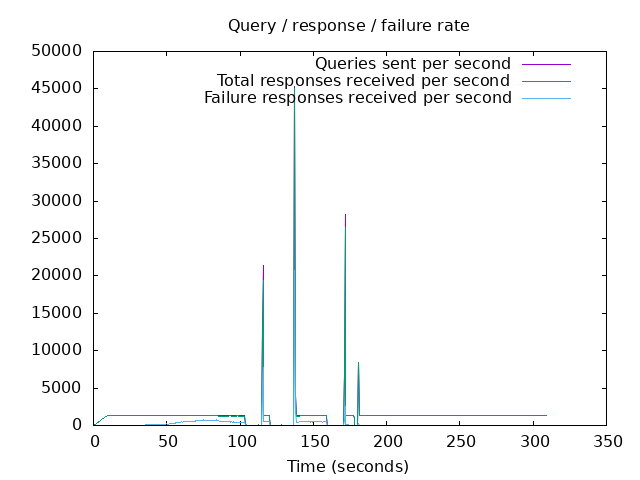 Query / response / failure rate
Queries sent per second
Total responses received per second
Failure responses received per second
50000
45000
40000
35000
30000
25000
20000
15000
10000
5000
0
0 50 100 150 200 250 300 350
Time (seconds)